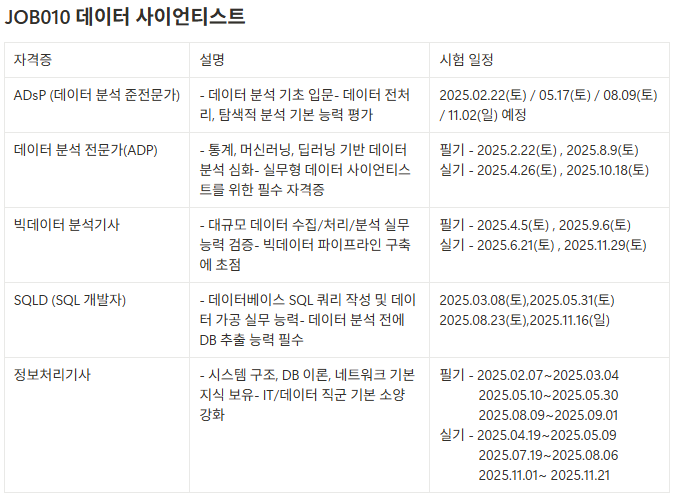 JOB010 데이터 사이언티스트
자격증
설명
시험 일정
ADsP (데이터 분석 준전문가)
- 데이터 분석 기초 입문- 데이터 전처
리, 탐색적 분석 기본 능력 평가
2025.02.22(토) / 05.17(토) / 08.09(토)
/ 11.02(일) 예정
데이터 분석 전문가(ADP)
- 통계, 머신러닝, 딥러닝 기반 데이터
분석 심화- 실무형 데이터 사이언티스
트를 위한 필수 자격증
필기 - 2025.2.22(토) , 2025.8.9(토)
실기 - 2025.4.26(토) , 2025.10.18(토)
빅데이터 분석기사
- 대규모 데이터 수집/처리/분석 실무
능력 검증- 빅데이터 파이프라인 구축
에 초점
필기 - 2025.4.5(토) , 2025.9.6(토)
실기 - 2025.6.21(토) , 2025.11.29(토)
SQLD (SQL 개발자)
- 데이터베이스 SQL 쿼리 작성 및 데이
터 가공 실무 능력- 데이터 분석 전에
DB 추출 능력 필수
2025.03.08(토),2025.05.31(토)
2025.08.23(토),2025.11.16(일)
정보처리기사
- 시스템 구조, DB 이론, 네트워크 기본
지식 보유- IT/데이터 직군 기본 소양
강화
필기 - 2025.02.07~2025.03.04
2025.05.10~2025.05.30
2025.08.09~2025.09.01
실기 - 2025.04.19~2025.05.09
2025.07.19~2025.08.06
2025.11.01~ 2025.11.21